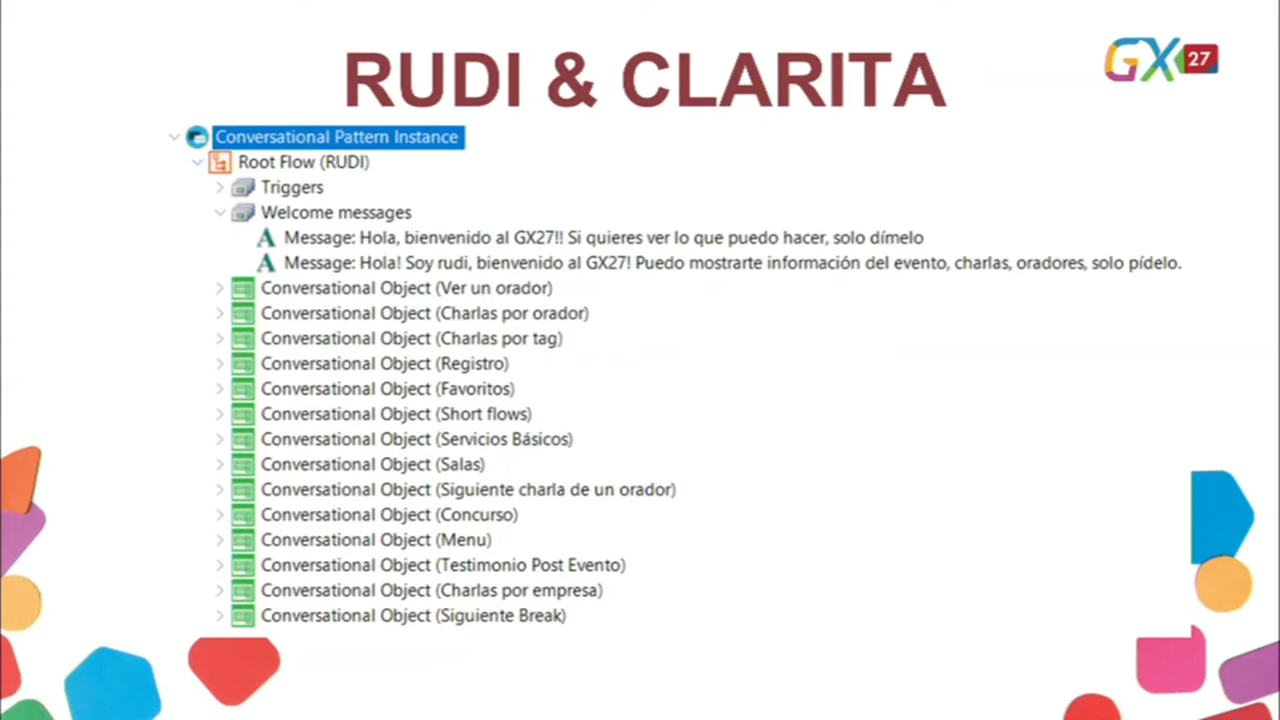 GX 27
RUDI & CLARITA
Conversational Pattern Instance
Root Flow (RUDI)
Triggers
Welcome messages
A Message: Hola, bienvenido al GX27!! Si quieres ver lo que puedo hacer, solo dímelo
A Message: Hola! Soy rudi, bienvenido al GX27! Puedo mostrarte información del evento, charlas, oradores, solo pídelo.
Conversational Object (Ver un orador)
Conversational Object (Charlas por orador)
Conversational Object (Charlas por tag)
Conversational Object (Registro)
Conversational Object (Favoritos)
Conversational Object (Short flows)
Conversational Object (Servicios Básicos)
Conversational Object (Salas)
Conversational Object (Siguiente charla de un orador)
Conversational Object (Concurso)
Conversational Object (Menu)
Conversational Object (Testimonio Post Evento)
Conversational Object (Charlas por empresa)
Conversational Object (Siguiente Break)